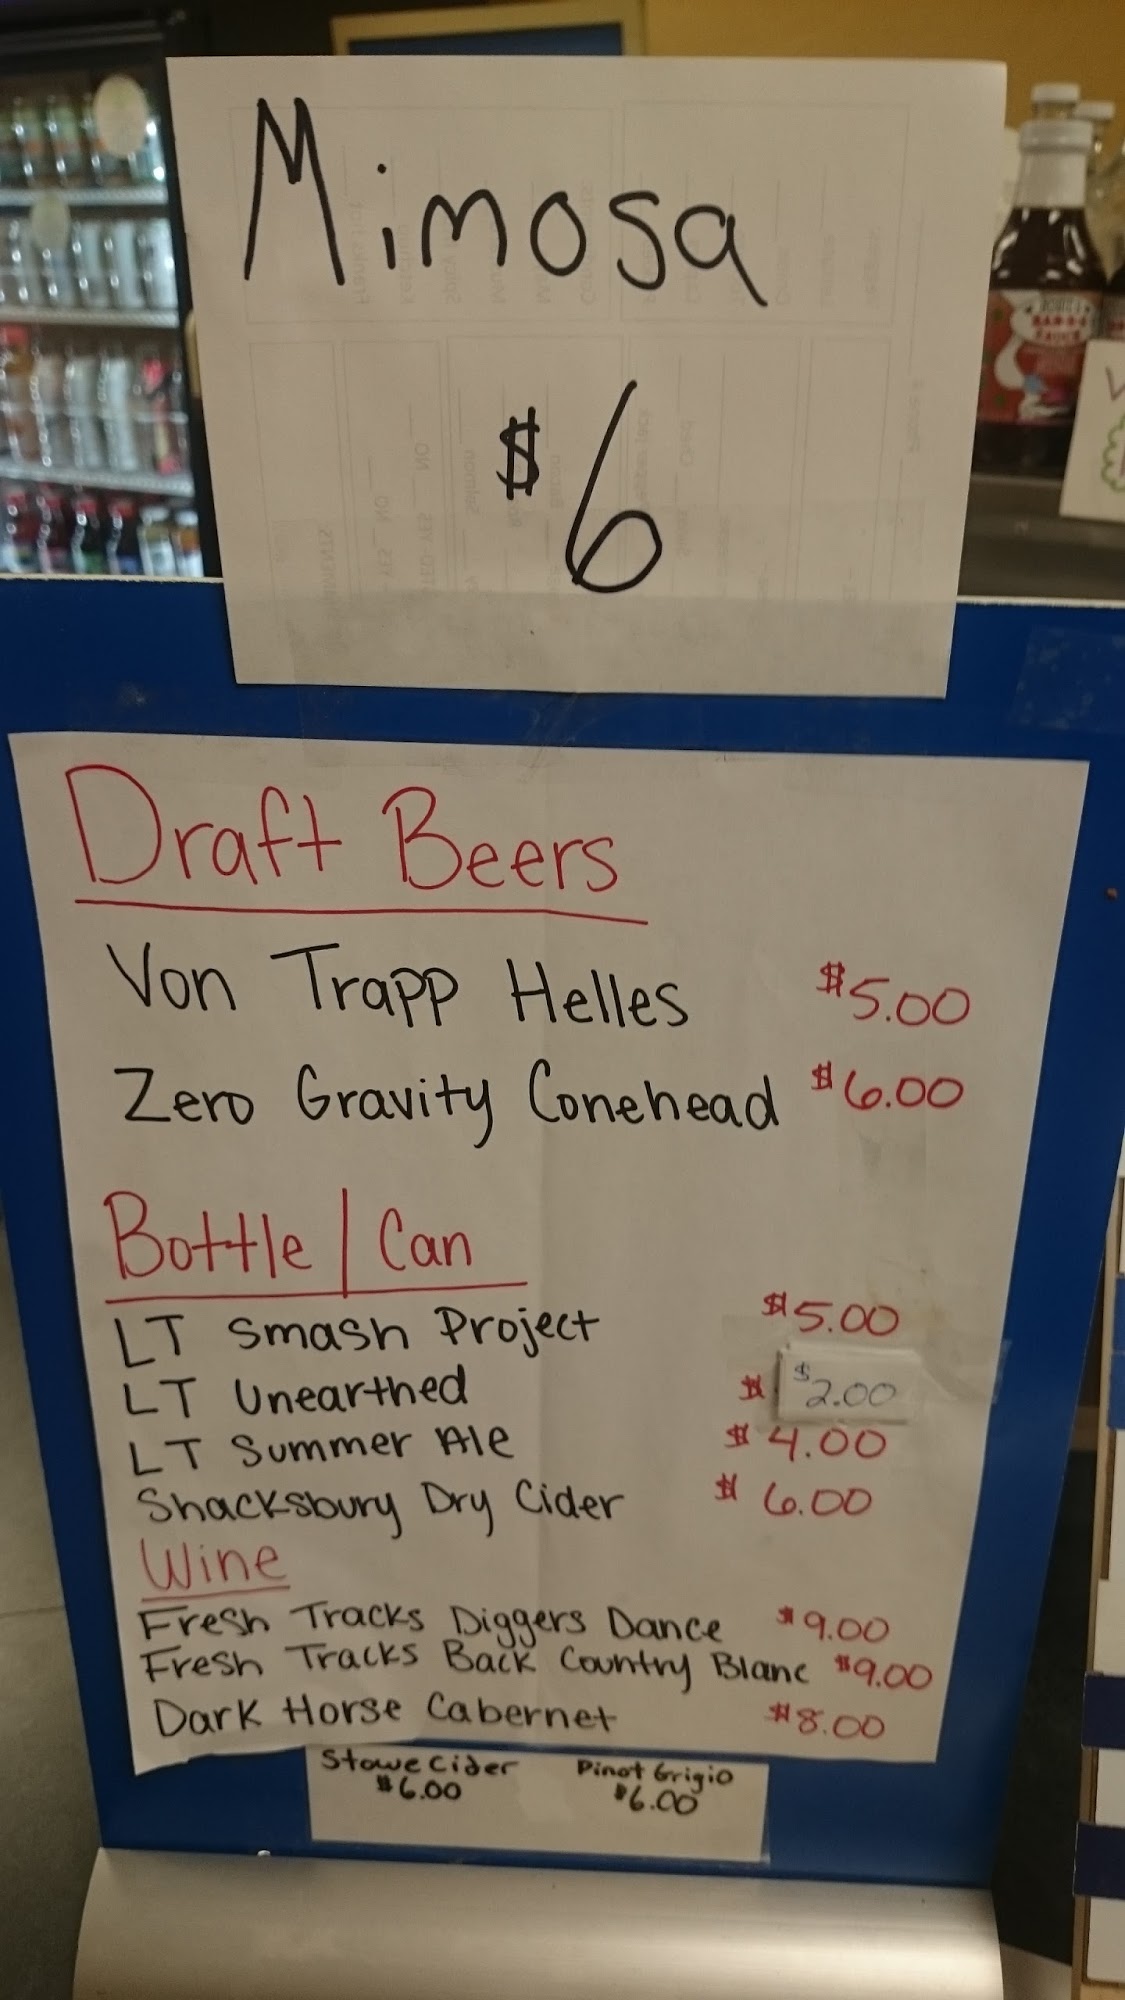 Mimosa
$6
Draft Beers
Von Trapp Helles $5.00
Zero Gravity Conehead $6.00
Bottle/Can
LT Smash Project $5.00
LT Unearthed $ $2.00
LT Summer Ale $4.00
Shacksbury Dry Cider $6.00
Wine
Fresh Tracks Diggers Dance $9.00
Fresh Tracks Back Country Blanc $9.00
Dark Horse Cabernet $8.00
Stowe Cider Pinot Grigio
$6.00 $6.00